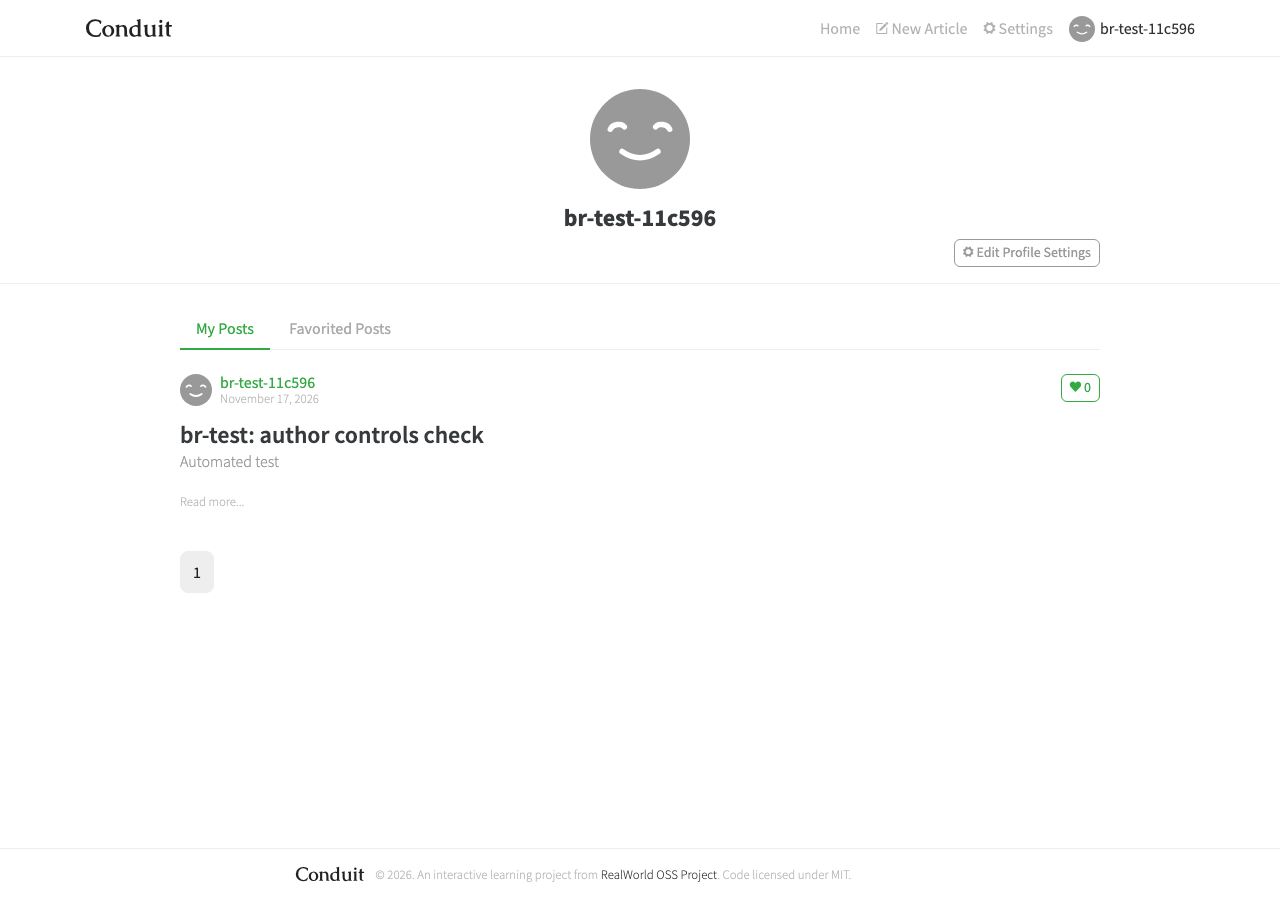 Conduit
Home New Article Settings br-test-11c596
br-test-11c596
Edit Profile Settings
My Posts Favorited Posts
br-test-11c596
November 17, 2026
0
br-test: author controls check
Automated test
Read more...
1
Conduit © 2026. An interactive learning project from RealWorld OSS Project. Code licensed under MIT.